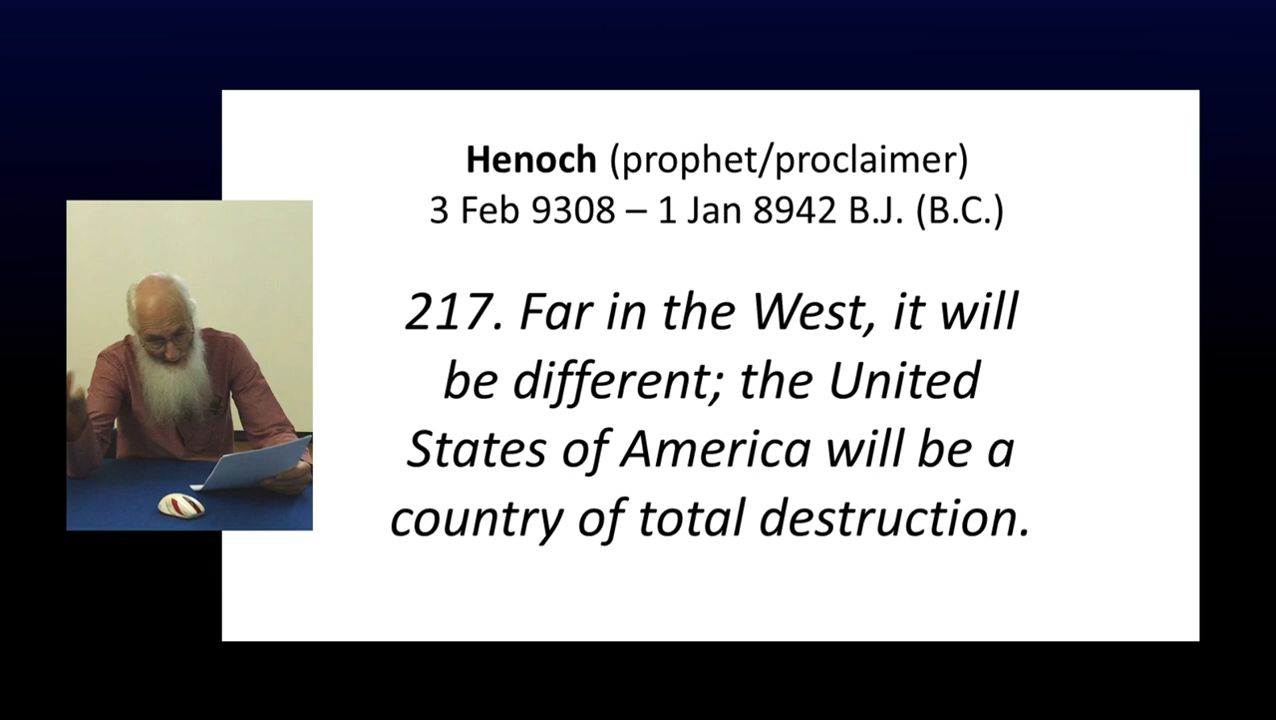 Henoch (prophet/proclaimer)
3 Feb 9308 – 1 Jan 8942 B.J. (B.C.)
217. Far in the West, it will
be different; the United
States of America will be a
country of total destruction.